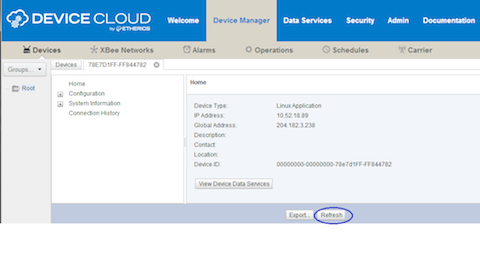 DEVICE CLOUD
by ETHERIOS
Welcome Device Manager Data Services Security Admin Documentation
Devices XBee Networks Alarms Operations Schedules Carrier
Groups... Devices 78E7D1FF-FF844782
Root
Home
Configuration
System Information
Connection History
Home
Device Type: Linux Application
IP Address: 10.52.18.89
Global Address: 204.182.3.238
Description:
Contact:
Location:
Device ID: 00000000-00000000-78e7d1FF-FF844782
View Device Data Services
Export... Refresh